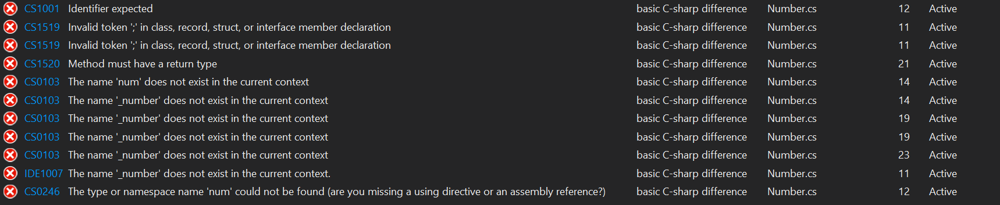 CS1001 Identifier expected basic C-sharp difference Number.cs 12 Active
CS1519 Invalid token ';' in class, record, struct, or interface member declaration basic C-sharp difference Number.cs 11 Active
CS1519 Invalid token ';' in class, record, struct, or interface member declaration basic C-sharp difference Number.cs 11 Active
CS1520 Method must have a return type basic C-sharp difference Number.cs 21 Active
CS0103 The name 'num' does not exist in the current context basic C-sharp difference Number.cs 14 Active
CS0103 The name '_number' does not exist in the current context basic C-sharp difference Number.cs 14 Active
CS0103 The name '_number' does not exist in the current context basic C-sharp difference Number.cs 19 Active
CS0103 The name '_number' does not exist in the current context basic C-sharp difference Number.cs 19 Active
CS0103 The name '_number' does not exist in the current context basic C-sharp difference Number.cs 23 Active
IDE1007 The name '_number' does not exist in the current context. basic C-sharp difference Number.cs 11 Active
CS0246 The type or namespace name 'num' could not be found (are you missing a using directive or an assembly reference?) basic C-sharp difference Number.cs 12 Active